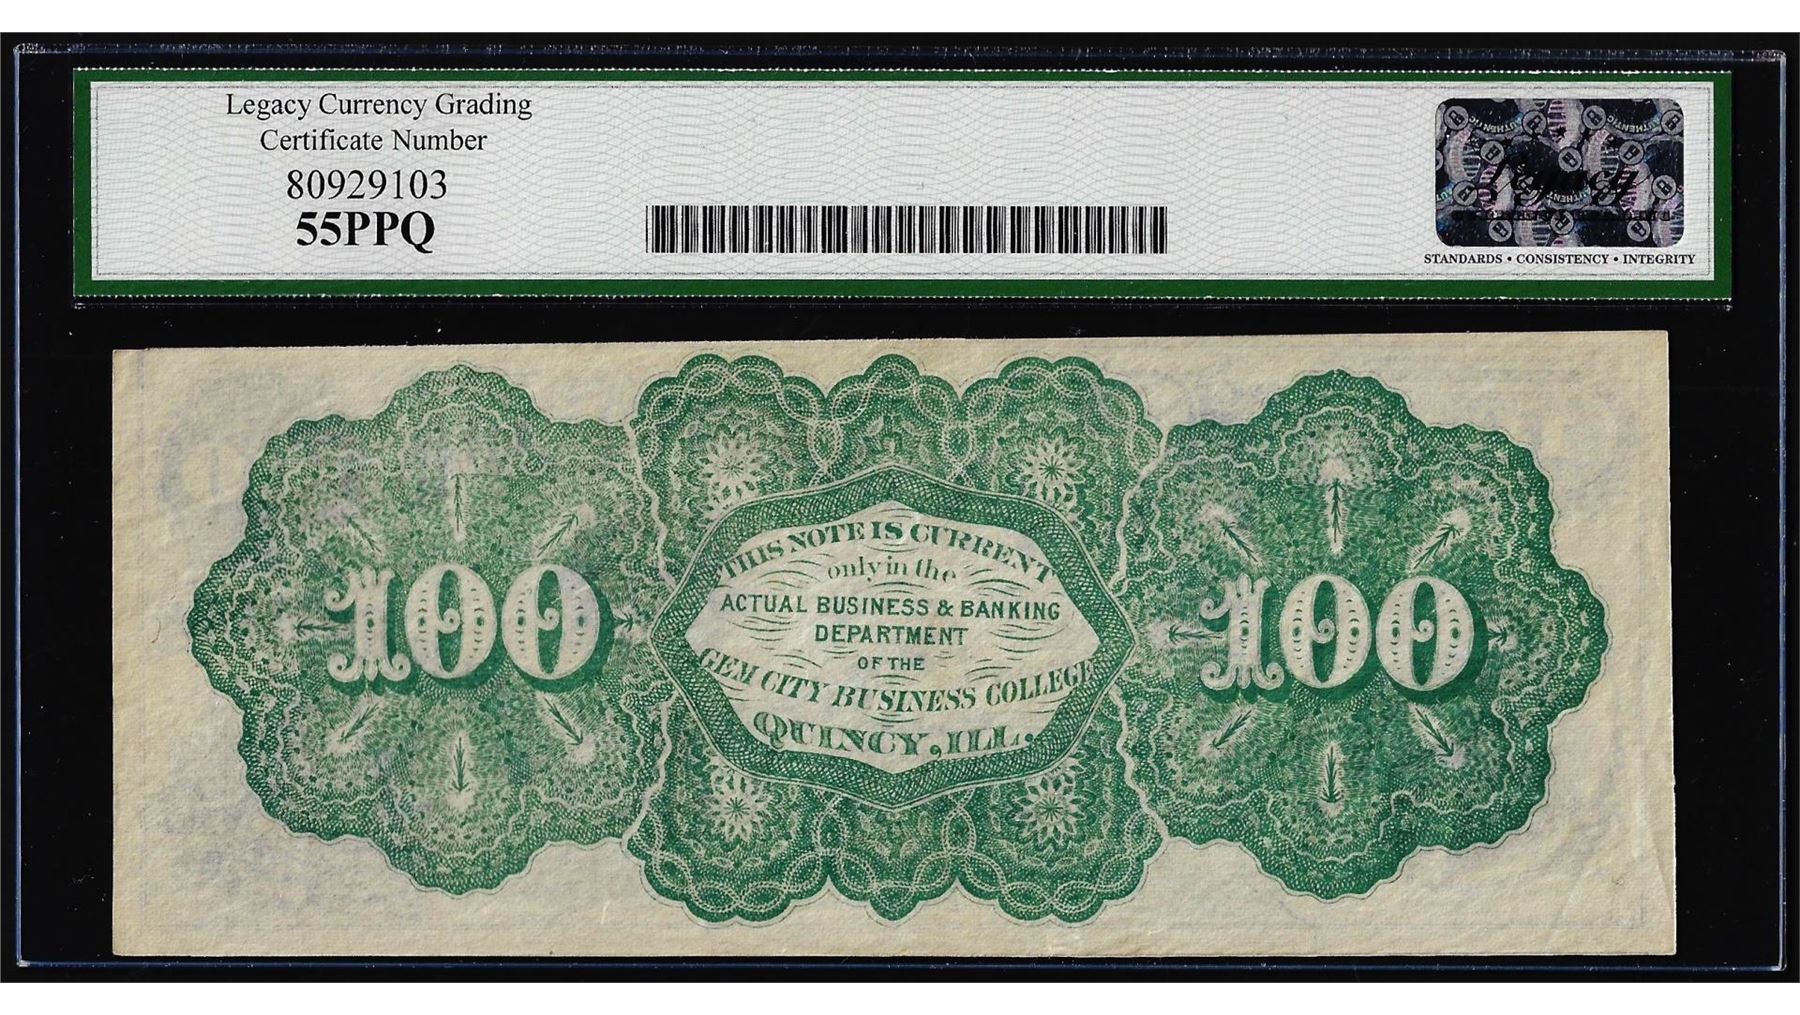 Legacy Currency Grading
Certificate Number
80929103
55PPQ
STANDARDS • CONSISTENCY • INTEGRITY
THIS NOTE IS CURRENT
only in the
ACTUAL BUSINESS & BANKING
DEPARTMENT
OF THE
GEM CITY BUSINESS COLLEGE
QUINCY, ILL.
100
100